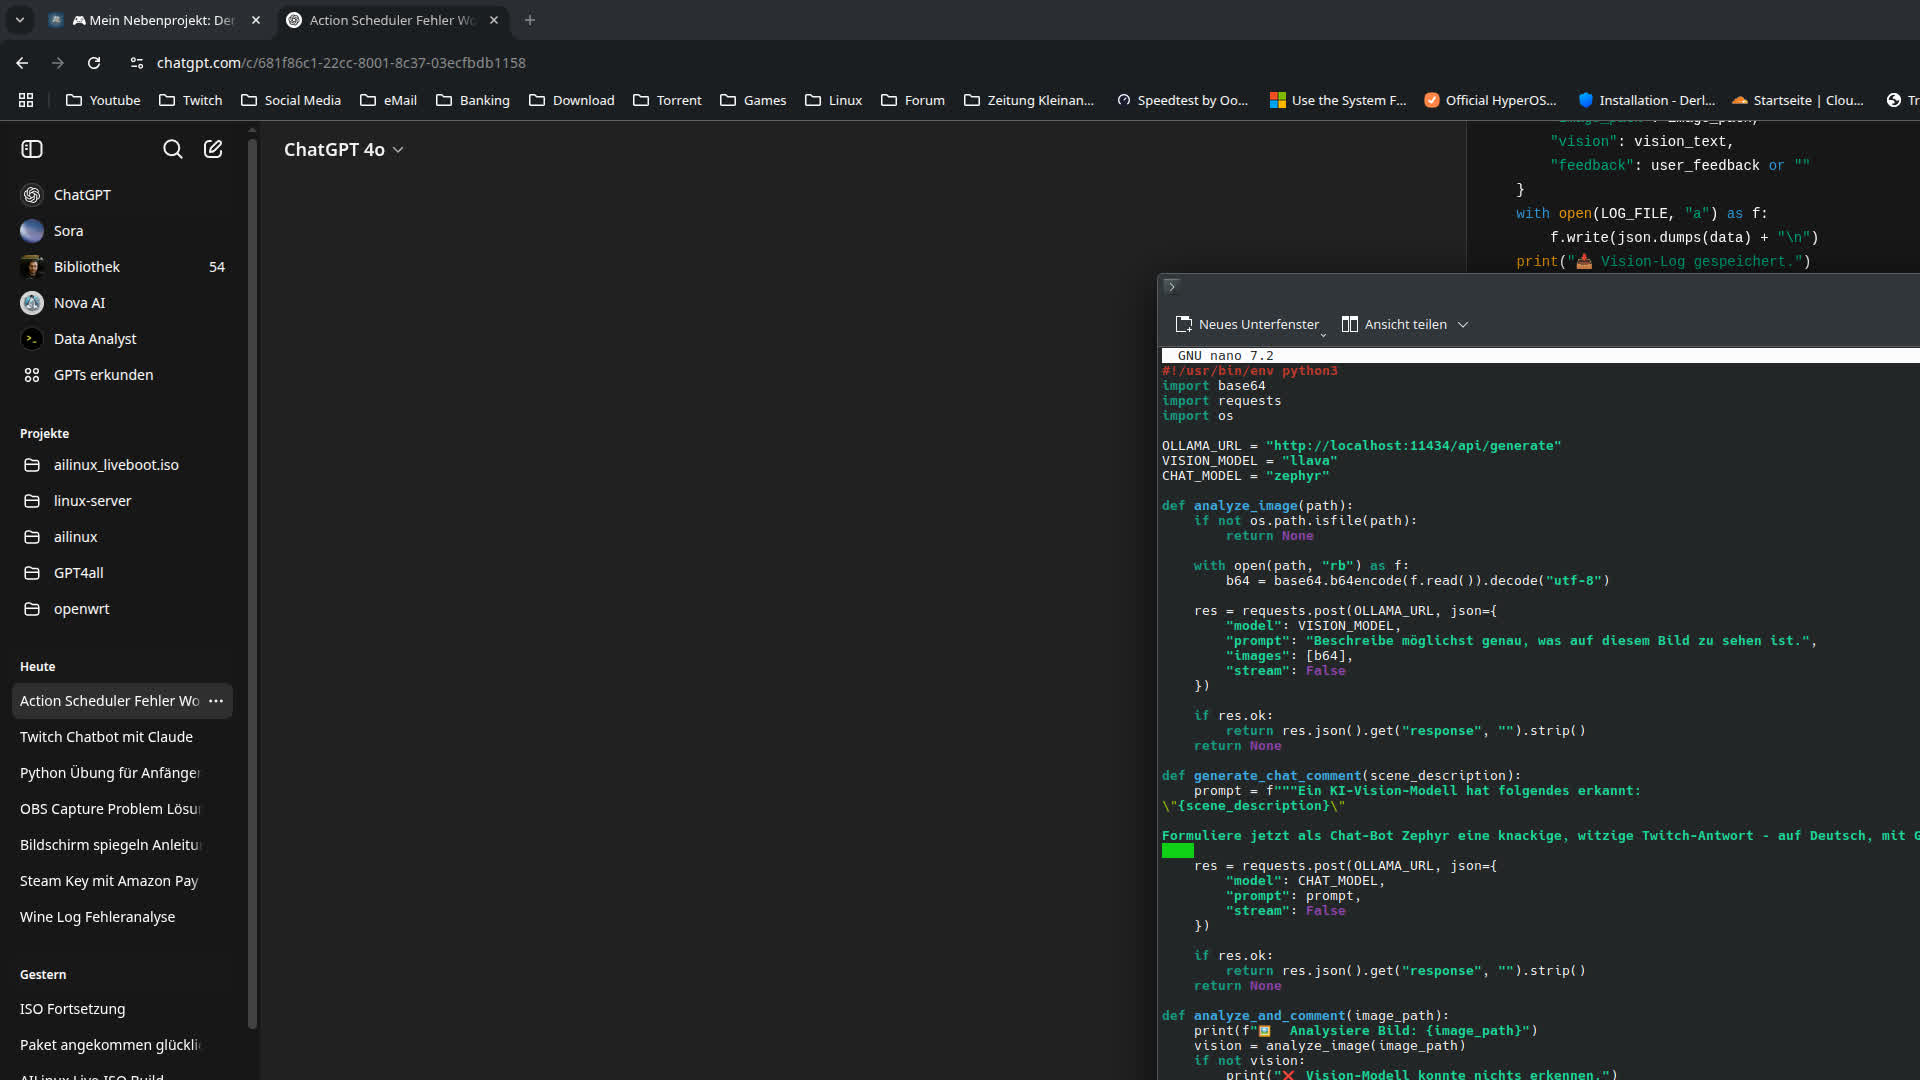 🎮 Mein Nebenprojekt: Der
Action Scheduler Fehler Wo
chatgpt.com/c/681f86c1-22cc-8001-8c37-03ecfbdb1158
Youtube
Twitch
Social Media
eMail
Banking
Download
Torrent
Games
Linux
Forum
Zeitung Kleinan...
Speedtest by Oo...
Use the System F...
Official HyperOS...
Installation - Derl...
Startseite | Clou...
Tr
ChatGPT
Sora
Bibliothek 54
Nova AI
Data Analyst
GPTs erkunden
Projekte
ailinux_liveboot.iso
linux-server
ailinux
GPT4all
openwrt
Heute
Action Scheduler Fehler Wo
Twitch Chatbot mit Claude
Python Übung für Anfänger
OBS Capture Problem Lösu
Bildschirm spiegeln Anleitu
Steam Key mit Amazon Pay
Wine Log Fehleranalyse
Gestern
ISO Fortsetzung
Paket angekommen glückli
AILinux Live ISO Build
ChatGPT 4o
"image_path": image_path,
"vision": vision_text,
"feedback": user_feedback or ""
}
with open(LOG_FILE, "a") as f:
f.write(json.dumps(data) + "\n")
print("📥 Vision-Log gespeichert.")
Neues Unterfenster
Ansicht teilen
GNU nano 7.2
#!/usr/bin/env python3
import base64
import requests
import os
OLLAMA_URL = "http://localhost:11434/api/generate"
VISION_MODEL = "llava"
CHAT_MODEL = "zephyr"
def analyze_image(path):
if not os.path.isfile(path):
return None
with open(path, "rb") as f:
b64 = base64.b64encode(f.read()).decode("utf-8")
res = requests.post(OLLAMA_URL, json={
"model": VISION_MODEL,
"prompt": "Beschreibe möglichst genau, was auf diesem Bild zu sehen ist.",
"images": [b64],
"stream": False
})
if res.ok:
return res.json().get("response", "").strip()
return None
def generate_chat_comment(scene_description):
prompt = f"""Ein KI-Vision-Modell hat folgendes erkannt:
\"{scene_description}\"
Formuliere jetzt als Chat-Bot Zephyr eine knackige, witzige Twitch-Antwort - auf Deutsch, mit G
res = requests.post(OLLAMA_URL, json={
"model": CHAT_MODEL,
"prompt": prompt,
"stream": False
})
if res.ok:
return res.json().get("response", "").strip()
return None
def analyze_and_comment(image_path):
print(f"🖼️ Analysiere Bild: {image_path}")
vision = analyze_image(image_path)
if not vision:
print("❌ Vision-Modell konnte nichts erkennen.")